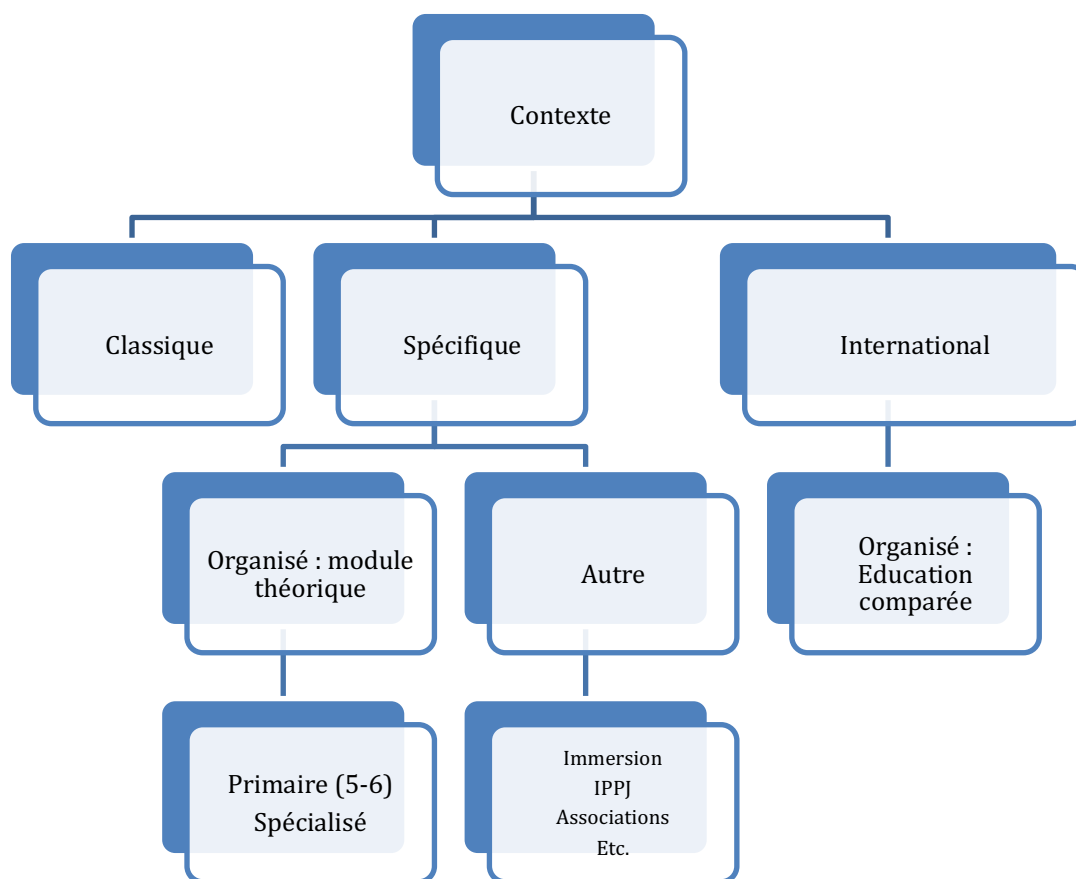 Contexte
Classique
Spécifique
International
Organisé : module
théorique
Autre
Organisé :
Education
comparée
Primaire (5-6)
Spécialisé
Immersion
IPPJ
Associations
Etc.